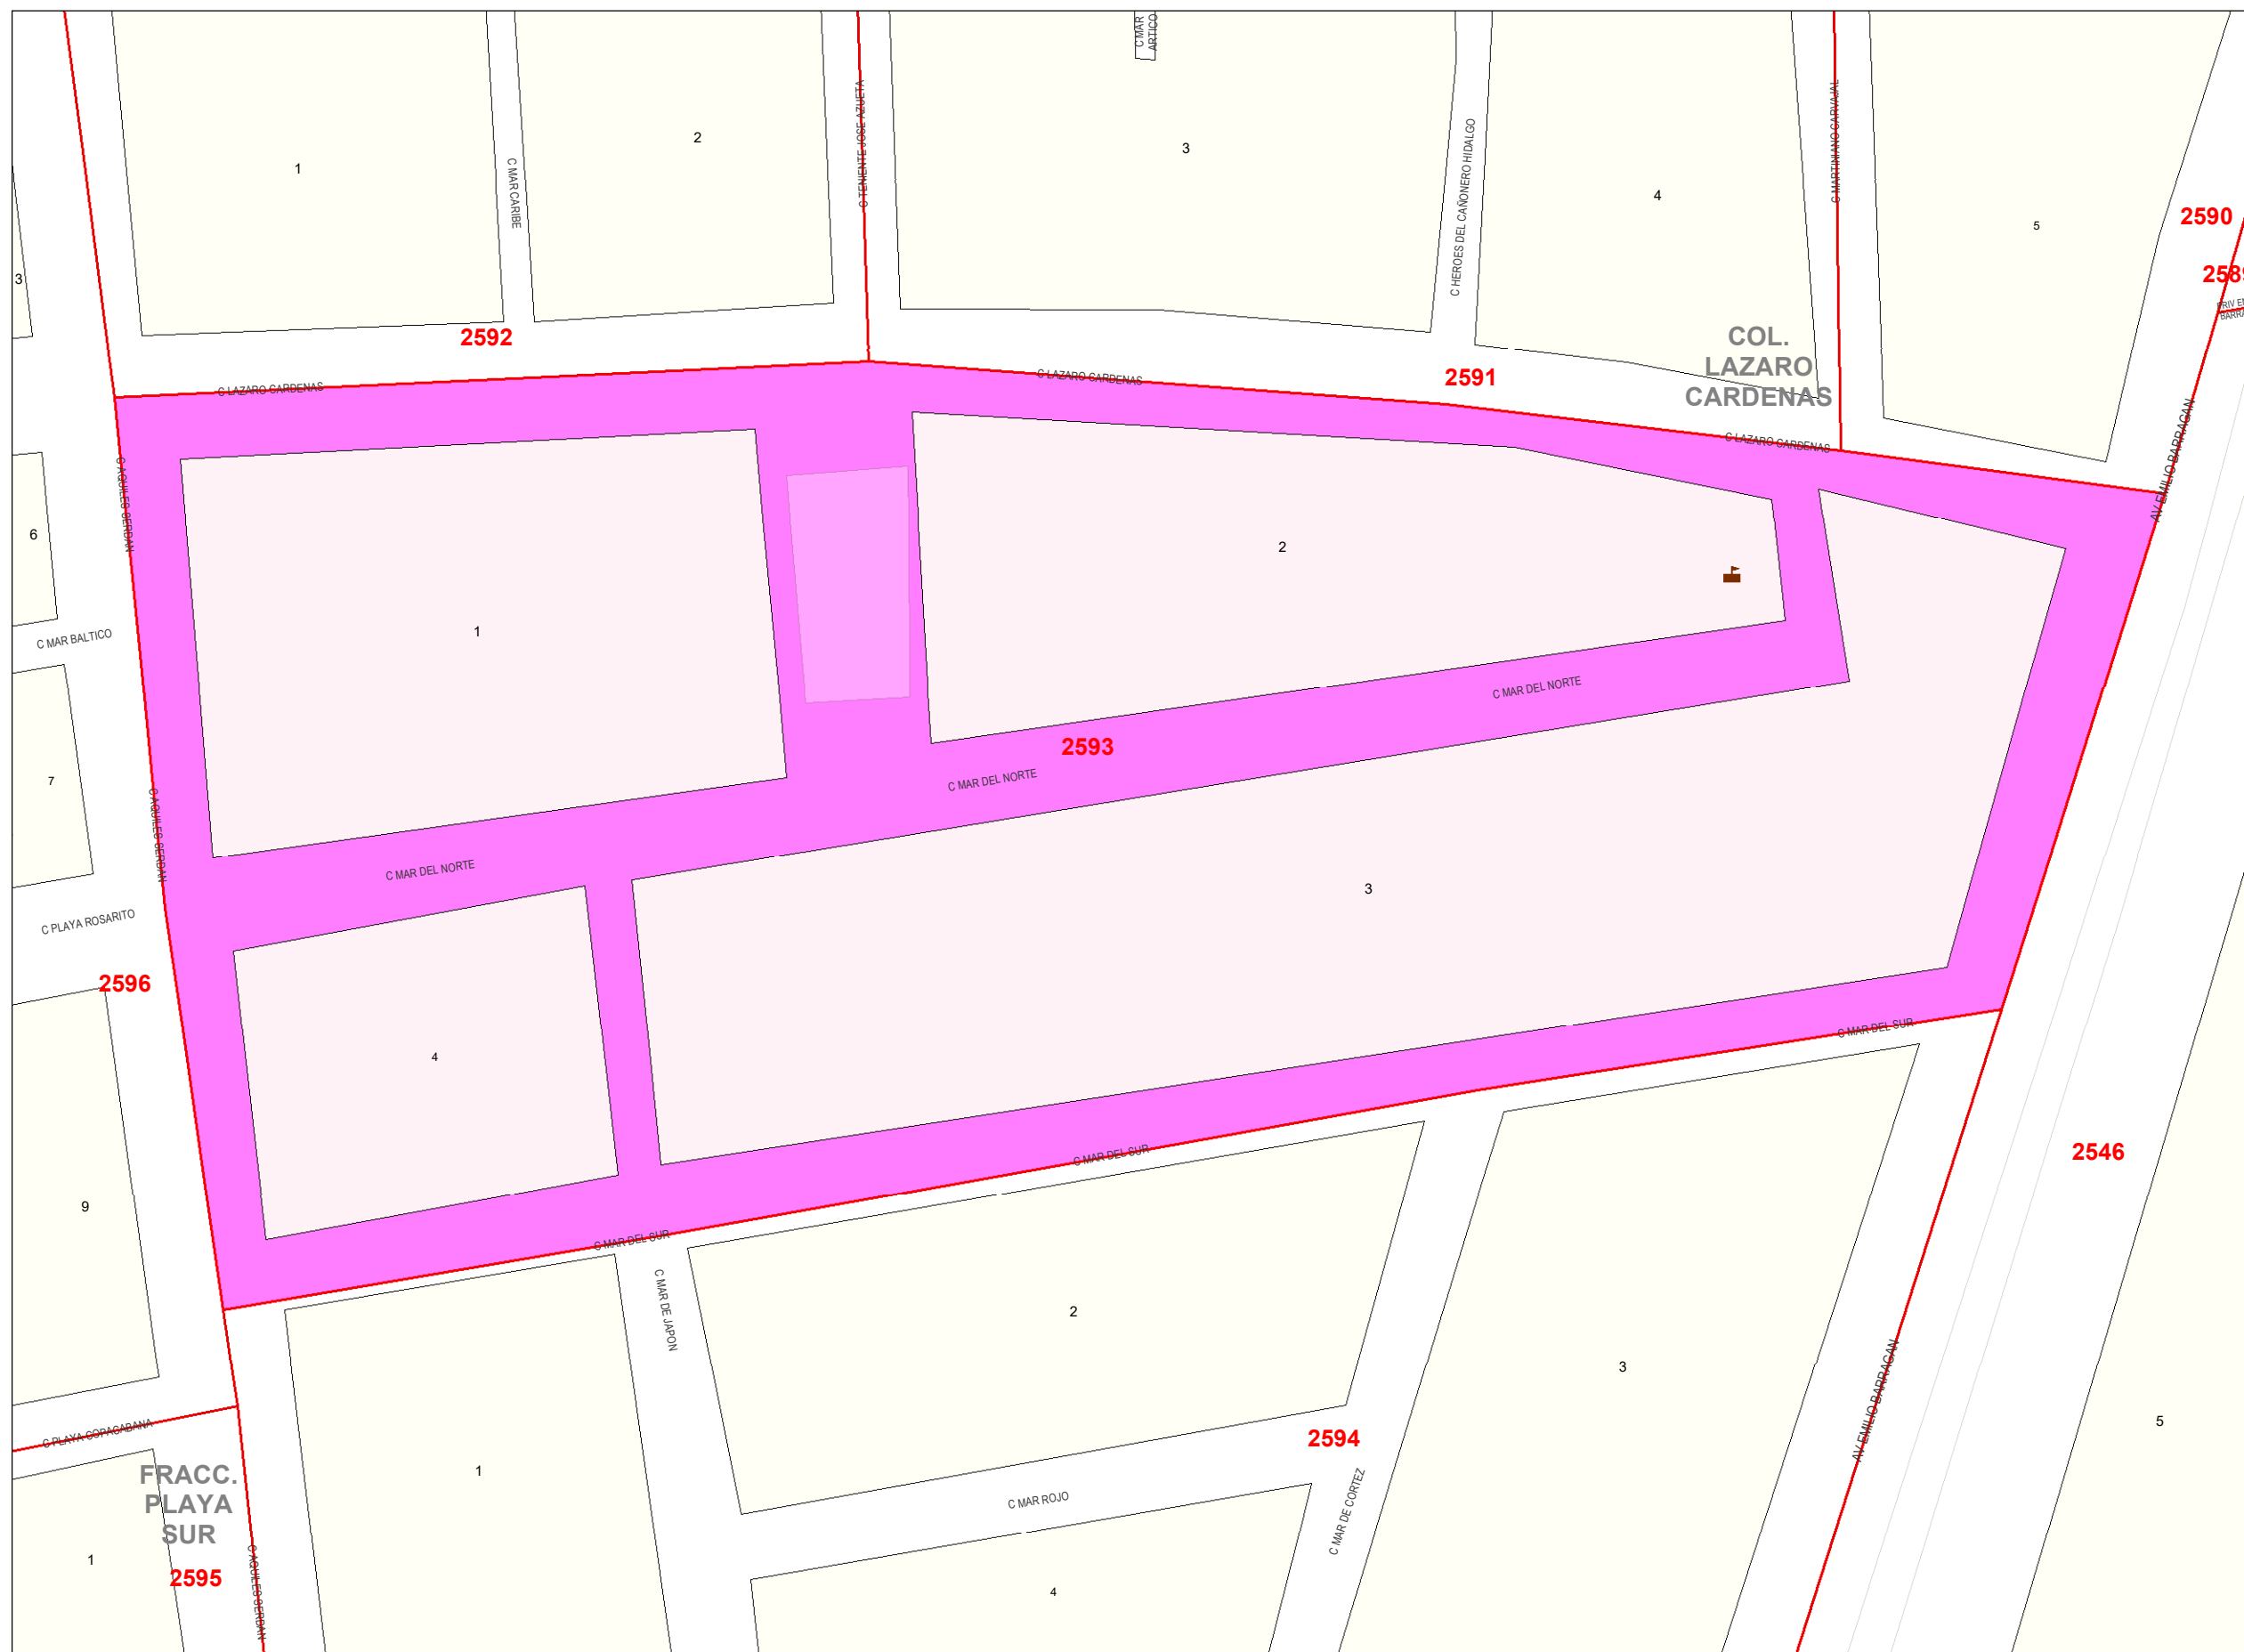 C MAR
ARTICO
C MAR CARIBE
C TENIENTE JOSE AZUETA
C HEROES DEL CAÑONERO HIDALGO
C MARTINIANO CARVAJAL
1
2
3
4
5
3
2590
2592
2591
COL.
LAZARO
CARDENAS
C LAZARO CARDENAS
C LAZARO CARDENAS
C LAZARO CARDENAS
AV EMILIO BARRAGAN
C AQUILES SERDAN
6
2
1
C MAR BALTICO
C MAR DEL NORTE
2593
C MAR DEL NORTE
7
C AQUILES SERDAN
C MAR DEL NORTE
3
C PLAYA ROSARITO
2596
4
C MAR DEL SUR
C MAR DEL SUR
2546
9
C MAR DEL SUR
C MAR DE JAPON
2
3
AV EMILIO BARRAGAN
5
C PLAYA COPACABANA
2594
FRACC.
PLAYA
SUR
1
C MAR ROJO
C MAR DE CORTEZ
1
2595
C AQUILES SERDAN
4